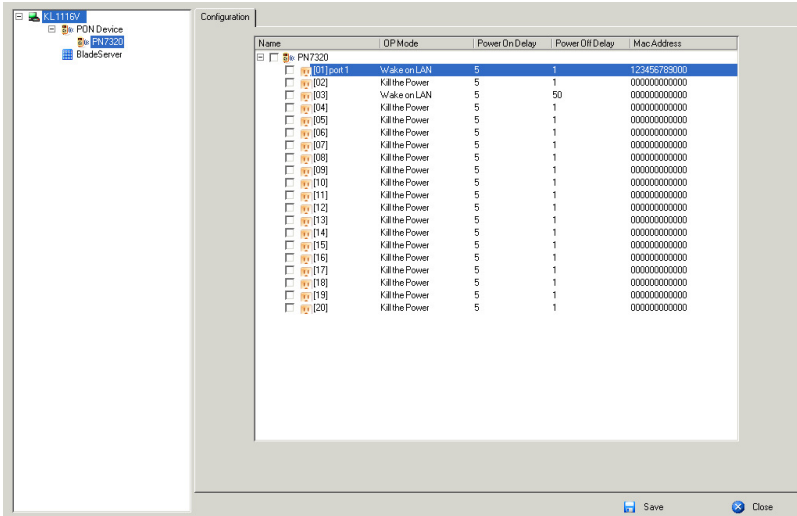 KL1116V
PON Device
PN7320
BladeServer
Configuration
Name OP Mode Power On Delay Power Off Delay Mac Address
PN7320
[01] port 1 Wake on LAN 5 1 123456789000
[02] Kill the Power 5 1 000000000000
[03] Wake on LAN 5 50 000000000000
[04] Kill the Power 5 1 000000000000
[05] Kill the Power 5 1 000000000000
[06] Kill the Power 5 1 000000000000
[07] Kill the Power 5 1 000000000000
[08] Kill the Power 5 1 000000000000
[09] Kill the Power 5 1 000000000000
[10] Kill the Power 5 1 000000000000
[11] Kill the Power 5 1 000000000000
[12] Kill the Power 5 1 000000000000
[13] Kill the Power 5 1 000000000000
[14] Kill the Power 5 1 000000000000
[15] Kill the Power 5 1 000000000000
[16] Kill the Power 5 1 000000000000
[17] Kill the Power 5 1 000000000000
[18] Kill the Power 5 1 000000000000
[19] Kill the Power 5 1 000000000000
[20] Kill the Power 5 1 000000000000
Save Close